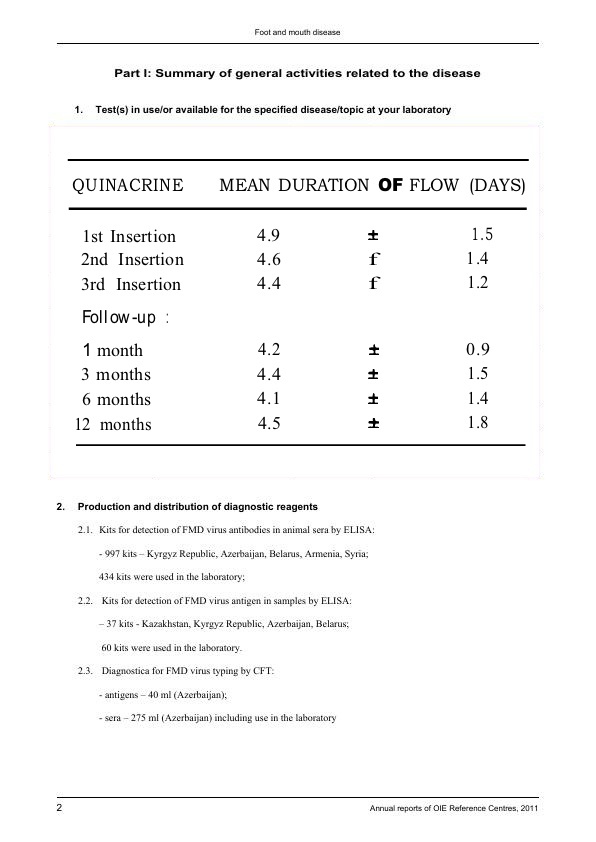 Foot and mouth disease
Part I: Summary of general activities related to the disease
1. Test(s) in use/or available for the specified disease/topic at your laboratory
QUINACRINE MEAN DURATION OF FLOW (DAYS)
1st Insertion 4.9 ± 1.5
2nd Insertion 4.6 f 1.4
3rd Insertion 4.4 f 1.2
Follow-up :
1 month 4.2 ± 0.9
3 months 4.4 ± 1.5
6 months 4.1 ± 1.4
12 months 4.5 ± 1.8
2. Production and distribution of diagnostic reagents
2.1. Kits for detection of FMD virus antibodies in animal sera by ELISA:
- 997 kits – Kyrgyz Republic, Azerbaijan, Belarus, Armenia, Syria;
434 kits were used in the laboratory;
2.2. Kits for detection of FMD virus antigen in samples by ELISA:
– 37 kits - Kazakhstan, Kyrgyz Republic, Azerbaijan, Belarus;
60 kits were used in the laboratory.
2.3. Diagnostica for FMD virus typing by CFT:
- antigens – 40 ml (Azerbaijan);
- sera – 275 ml (Azerbaijan) including use in the laboratory
2 Annual reports of OIE Reference Centres, 2011